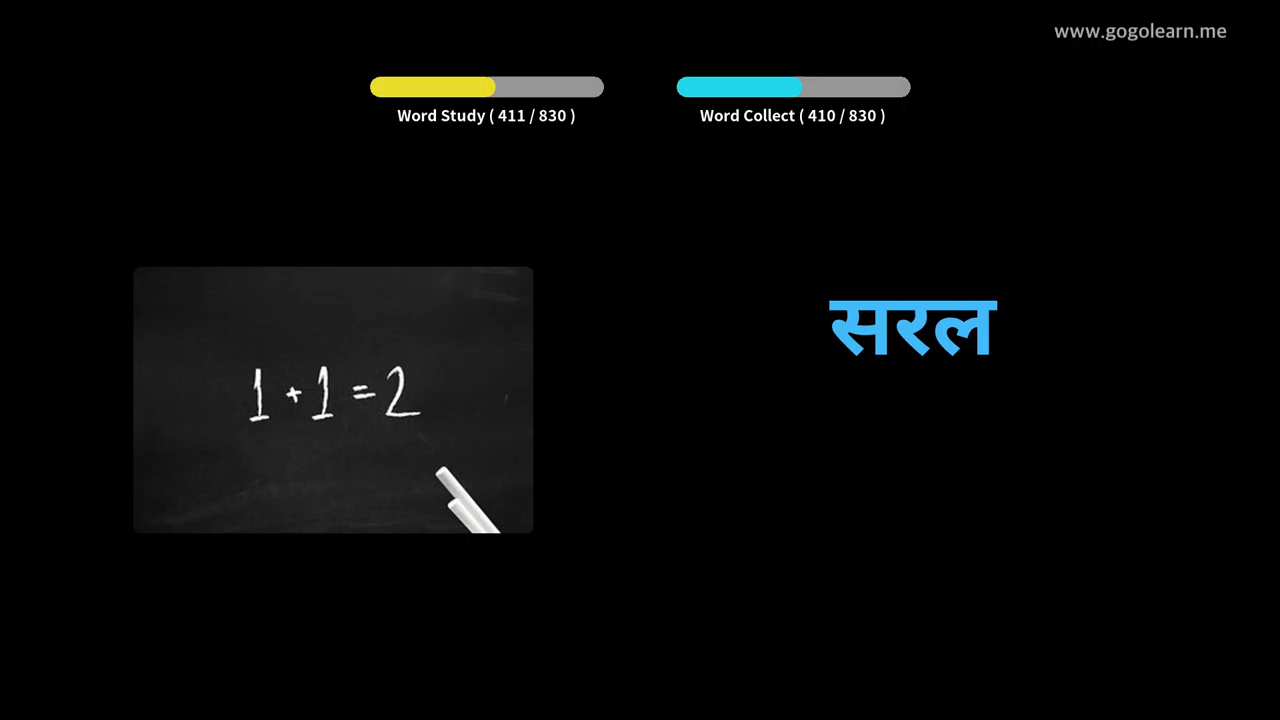 www.gogolearn.me
Word Study ( 411 / 830 )
Word Collect ( 410 / 830 )
1 + 1 = 2
सरल